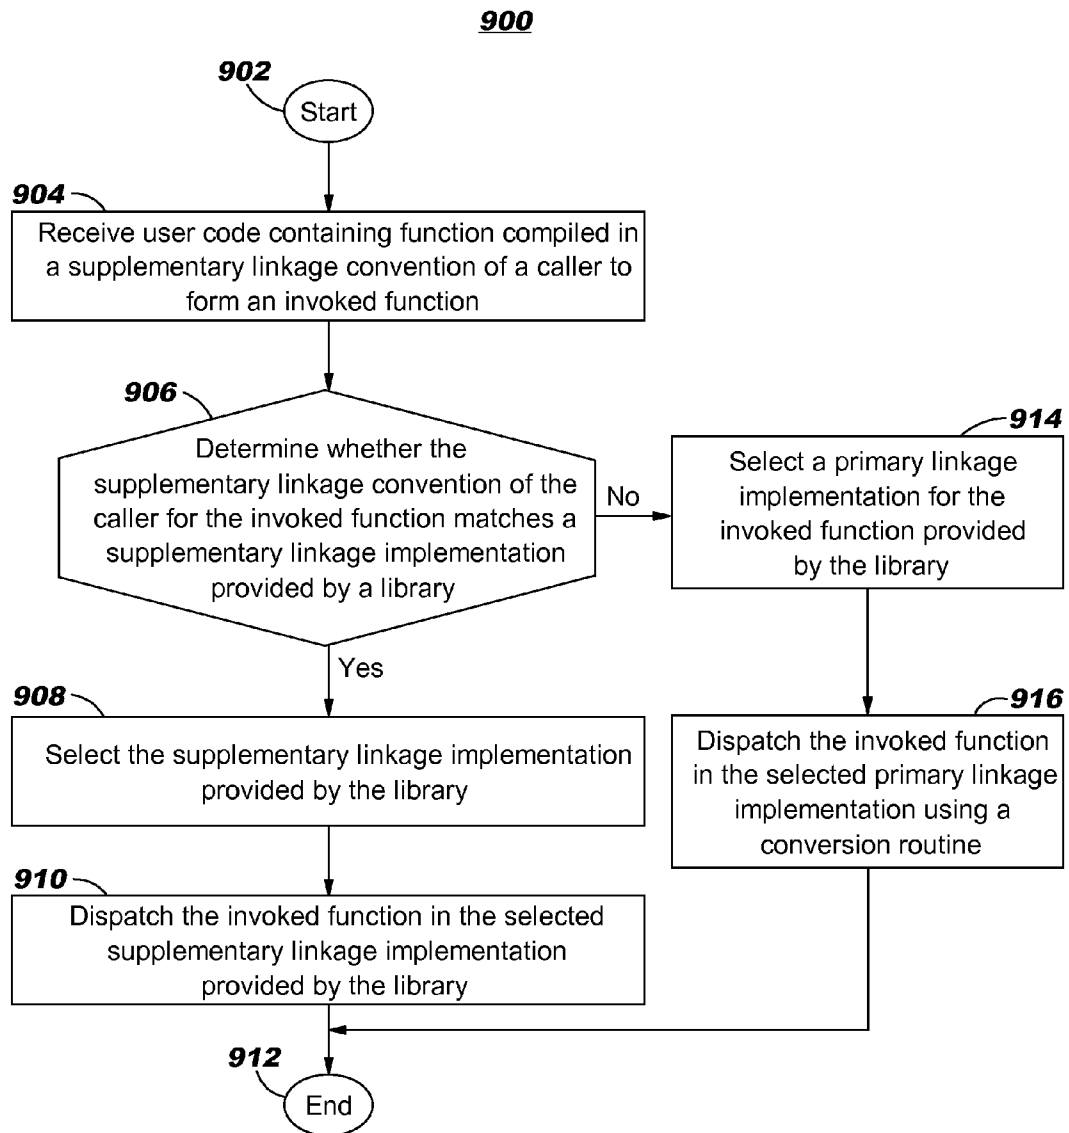 900
902
Start
904
Receive user code containing function compiled in
a supplementary linkage convention of a caller to
form an invoked function
906
Determine whether the
supplementary linkage convention of the
caller for the invoked function matches a
supplementary linkage implementation
provided by a library
No
914
Select a primary linkage
implementation for the
invoked function provided
by the library
Yes
908
Select the supplementary linkage implementation
provided by the library
916
Dispatch the invoked function
in the selected primary linkage
implementation using a
conversion routine
910
Dispatch the invoked function in the selected
supplementary linkage implementation
provided by the library
912
End